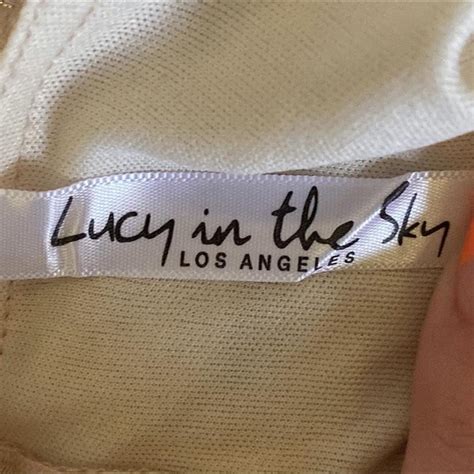 Lucy in the Sky
LOS ANGELES